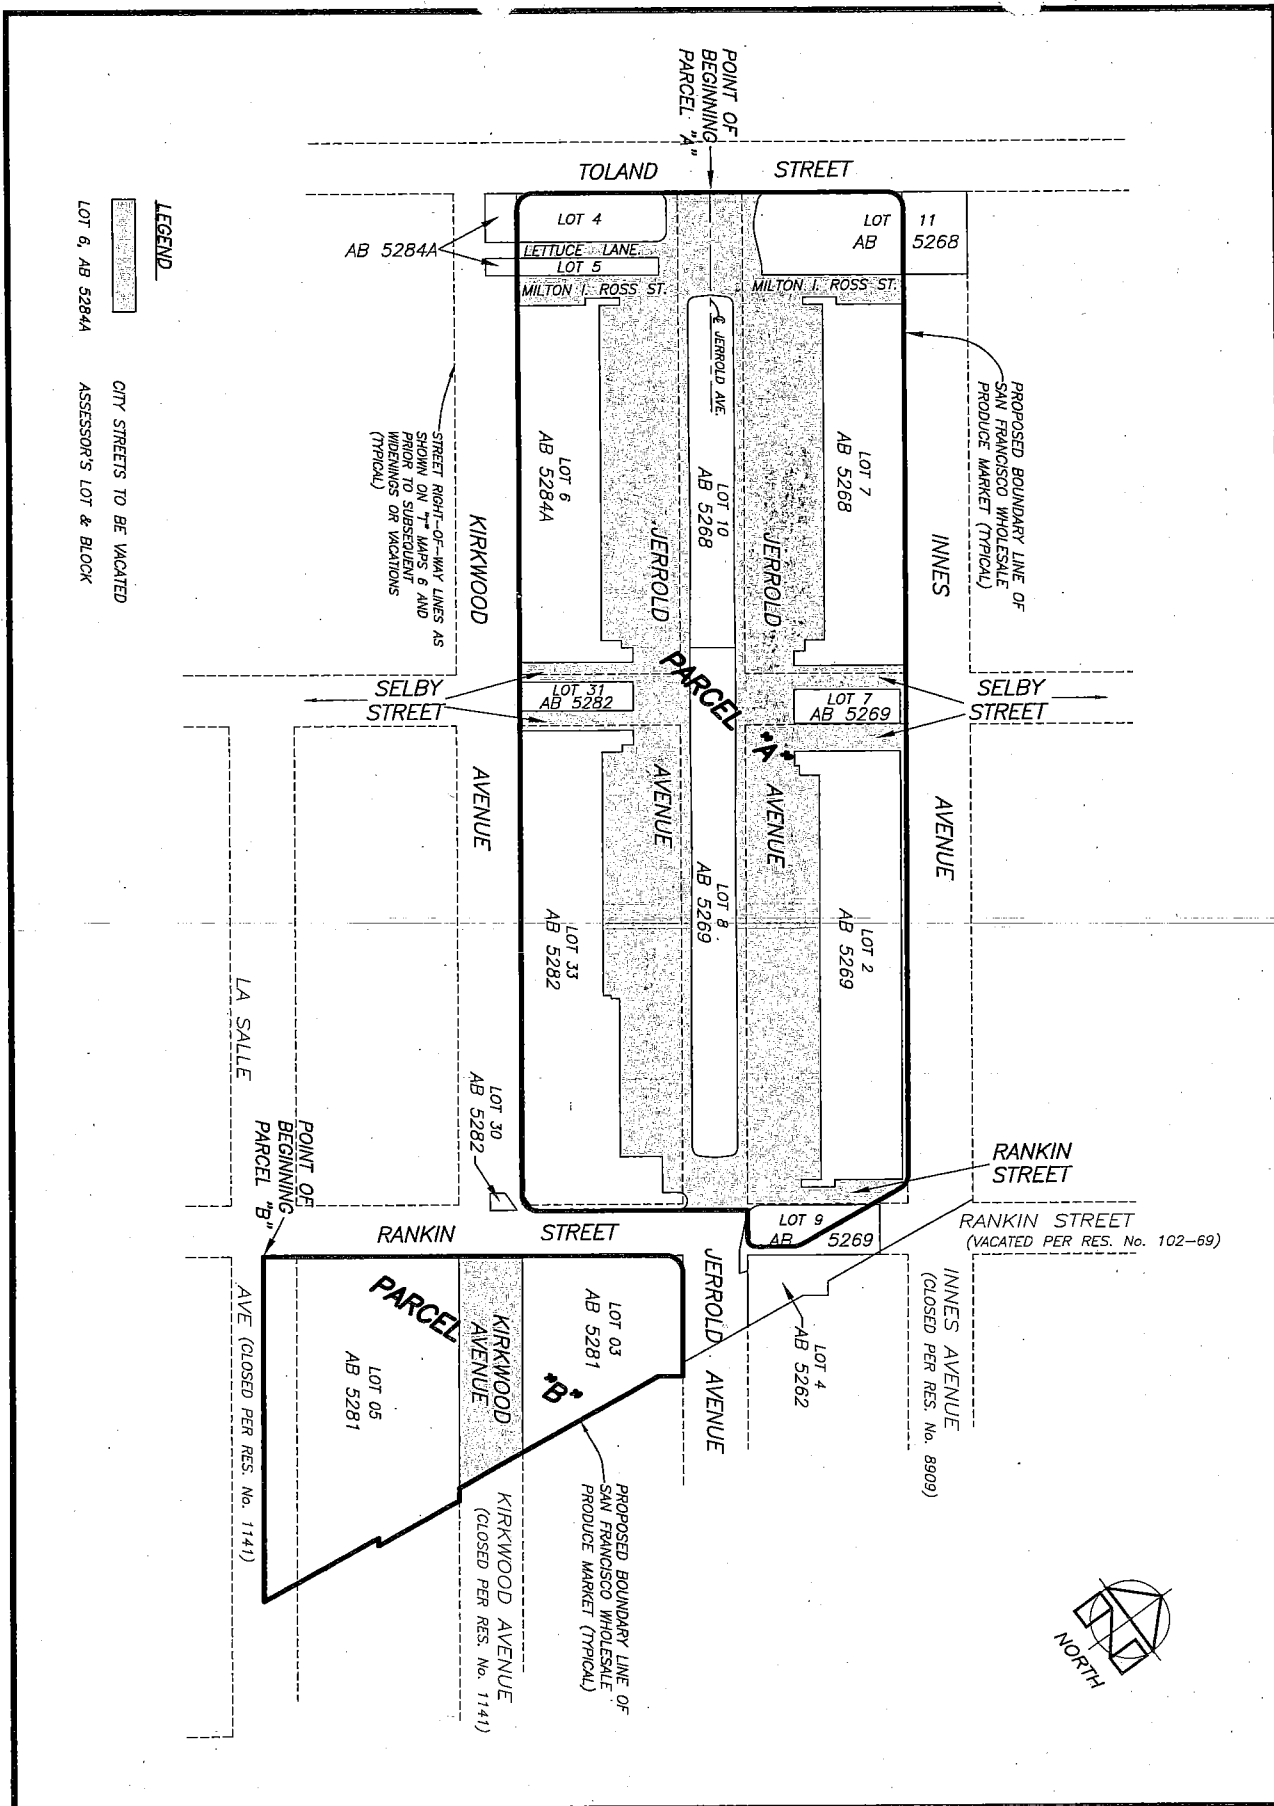 POINT OF
BEGINNING
PARCEL "A"
TOLAND STREET
LOT 4
LOT 11
AB 5268
AB 5284A
LETTUCE LANE
LOT 5
MILTON I. ROSS ST.
MILTON I. ROSS ST.
℄ JERROLD AVE.
PROPOSED BOUNDARY LINE OF
SAN FRANCISCO WHOLESALE
PRODUCE MARKET (TYPICAL)
LEGEND
CITY STREETS TO BE VACATED
LOT 6, AB 5284A
ASSESSOR'S LOT & BLOCK
STREET RIGHT-OF-WAY LINES AS
SHOWN ON "T" MAPS 6 AND
PRIOR TO SUBSEQUENT
WIDENINGS OR VACATIONS
(TYPICAL)
KIRKWOOD
LOT 6
AB 5284A
JERROLD
LOT 10
AB 5268
JERROLD
LOT 7
AB 5268
INNES
SELBY
STREET
LOT 31
AB 5282
PARCEL "A"
LOT 7
AB 5269
SELBY
STREET
AVENUE
AVENUE
AVENUE
AVENUE
LOT 33
AB 5282
LOT 8
AB 5269
LOT 2
AB 5269
LA SALLE
LOT 30
AB 5282
POINT OF
BEGINNING
PARCEL "B"
RANKIN
STREET
RANKIN STREET
LOT 9
AB 5269
RANKIN STREET
(VACATED PER RES. No. 102-69)
AVE (CLOSED PER RES. No. 1141)
PARCEL "B"
LOT 05
AB 5281
KIRKWOOD
AVENUE
LOT 03
AB 5281
JERROLD AVENUE
LOT 4
AB 5262
INNES AVENUE
(CLOSED PER RES. No. 8909)
KIRKWOOD AVENUE
(CLOSED PER RES. No. 1141)
PROPOSED BOUNDARY LINE OF
SAN FRANCISCO WHOLESALE
PRODUCE MARKET (TYPICAL)
NORTH